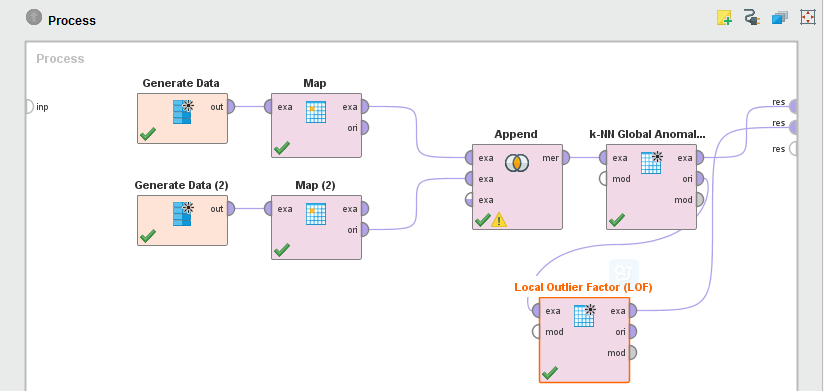 Process
Process
inp
Generate Data
out
Map
exa exa
ori
Generate Data (2)
out
Map (2)
exa exa
ori
Append
exa mer
exa
exa
k-NN Global Anomal...
exa exa
mod ori
mod
Local Outlier Factor (LOF)
exa exa
mod ori
mod
res
res
res